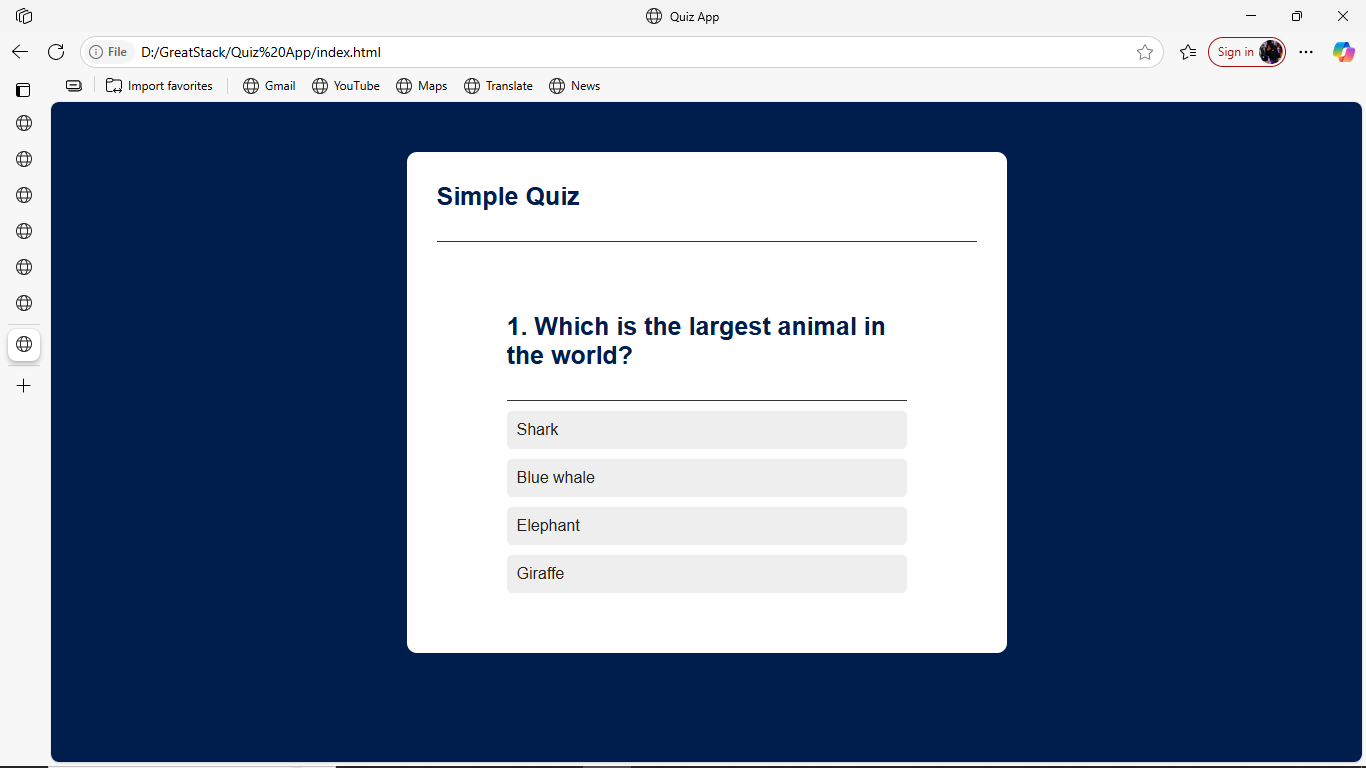 Quiz App
File D:/GreatStack/Quiz%20App/index.html Sign in
Import favorites Gmail YouTube Maps Translate News
Simple Quiz
1. Which is the largest animal in
the world?
Shark
Blue whale
Elephant
Giraffe